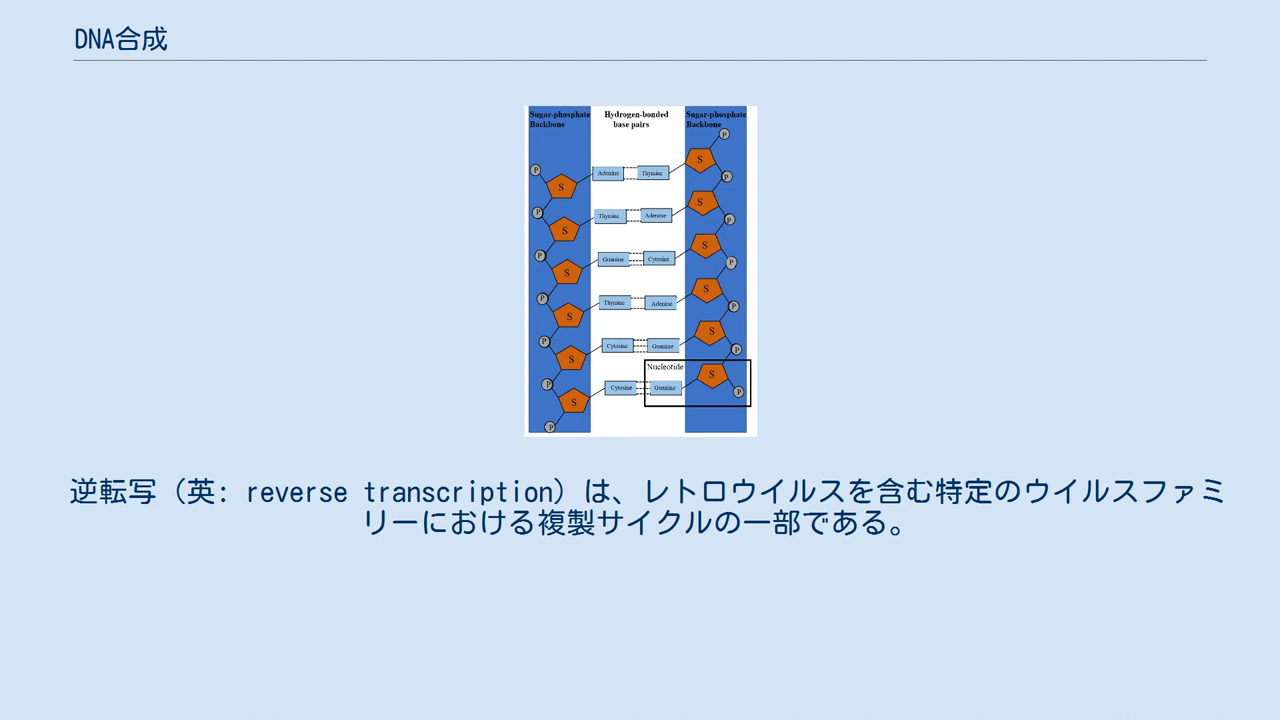 DNA合成
Sugar-phosphate Hydrogen-bonded Sugar-phosphate
Backbone base pairs Backbone
P
P S Adenine Thymine S P
P S Thymine Adenine S P
P S Guanine Cytosine S P
P S Thymine Adenine S P
P S Cytosine Guanine S P
Nucleotide
P S Cytosine Guanine S P
P
逆転写（英: reverse transcription）は、レトロウイルスを含む特定のウイルスファミ
リーにおける複製サイクルの一部である。